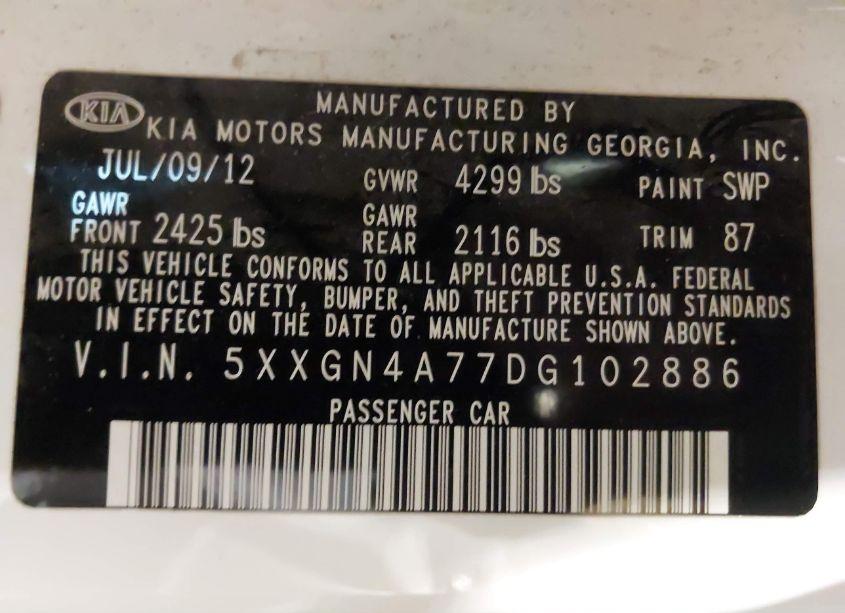 KIA MANUFACTURED BY
KIA MOTORS MANUFACTURING GEORGIA, INC.
JUL/09/12 GVWR 4299 lbs PAINT SWP
GAWR FRONT 2425 lbs GAWR REAR 2116 lbs TRIM 87
THIS VEHICLE CONFORMS TO ALL APPLICABLE U.S.A. FEDERAL
MOTOR VEHICLE SAFETY, BUMPER, AND THEFT PREVENTION STANDARDS
IN EFFECT ON THE DATE OF MANUFACTURE SHOWN ABOVE.
V.I.N. 5XXGN4A77DG102886
PASSENGER CAR